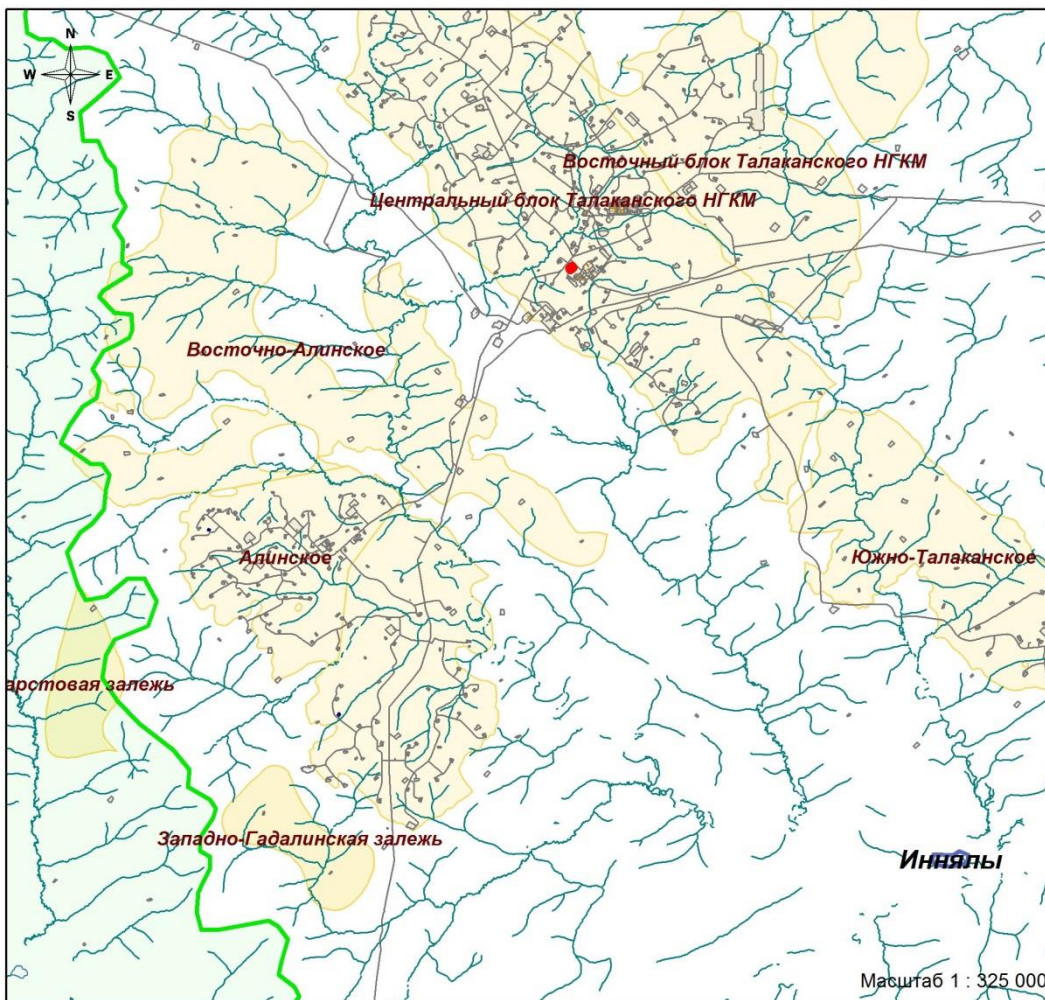 N
W E
S
Восточный блок Талаканского НГКМ
Центральный блок Талаканского НГКМ
Восточно-Алинское
Алинское
Южно-Талаканское
арстовая залежь
Западно-Гадалинская залежь
Иннялы
Масштаб 1 : 325 000